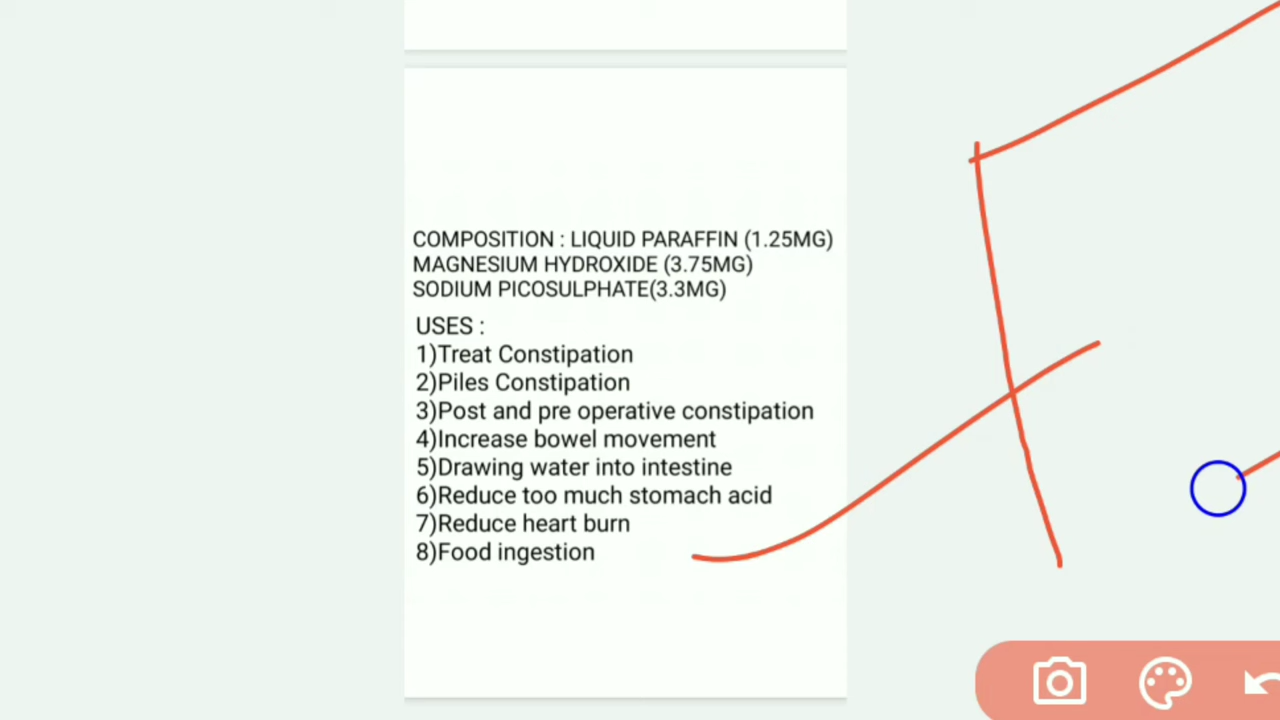 COMPOSITION : LIQUID PARAFFIN (1.25MG)
MAGNESIUM HYDROXIDE (3.75MG)
SODIUM PICOSULPHATE(3.3MG)
USES :
1)Treat Constipation
2)Piles Constipation
3)Post and pre operative constipation
4)Increase bowel movement
5)Drawing water into intestine
6)Reduce too much stomach acid
7)Reduce heart burn
8)Food ingestion